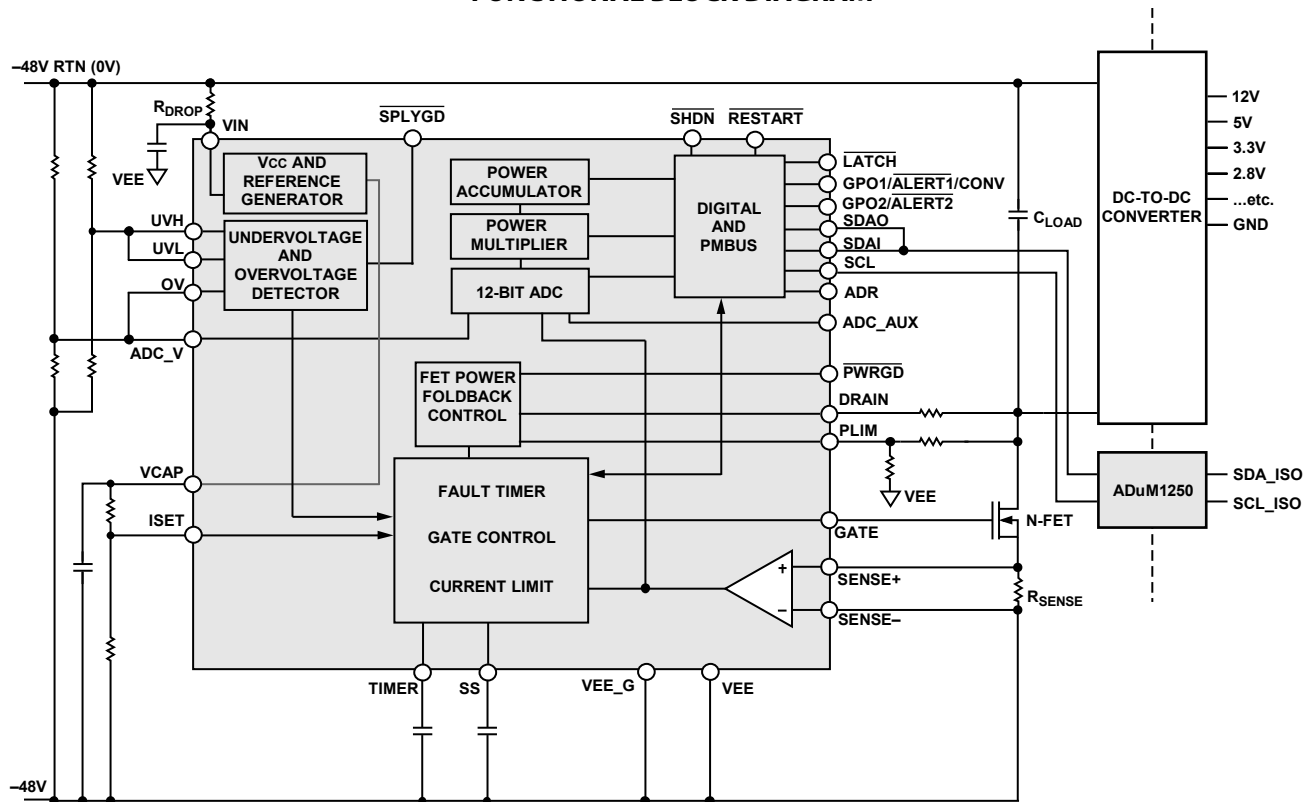 FUNCTIONAL BLOCK DIAGRAM
–48V RTN (0V)
RDROP
VIN
SPLYGD
SHDN
RESTART
VEE
VCC AND
REFERENCE
GENERATOR
POWER
ACCUMULATOR
POWER
MULTIPLIER
12-BIT ADC
DIGITAL
AND
PMBUS
LATCH
GPO1/ALERT1/CONV
GPO2/ALERT2
SDAO
SDAI
SCL
ADR
ADC_AUX
UVH
UVL
OV
ADC_V
UNDERVOLTAGE
AND
OVERVOLTAGE
DETECTOR
CLOAD
DC-TO-DC
CONVERTER
12V
5V
3.3V
2.8V
...etc.
GND
FET POWER
FOLDBACK
CONTROL
PWRGD
DRAIN
PLIM
VEE
VCAP
ISET
FAULT TIMER
GATE CONTROL
CURRENT LIMIT
GATE
N-FET
ADuM1250
SDA_ISO
SCL_ISO
+
–
SENSE+
SENSE–
RSENSE
TIMER
SS
VEE_G
VEE
–48V